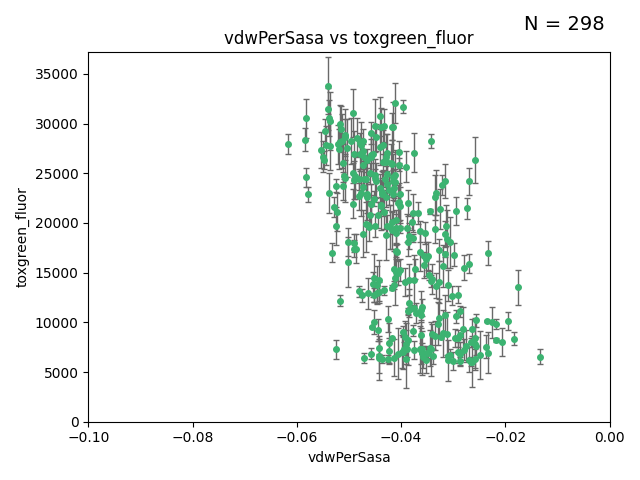 N = 298
vdwPerSasa vs toxgreen_fluor
toxgreen_fluor
35000
30000
25000
20000
15000
10000
5000
0
−0.10 −0.08 −0.06 −0.04 −0.02 0.00
vdwPerSasa